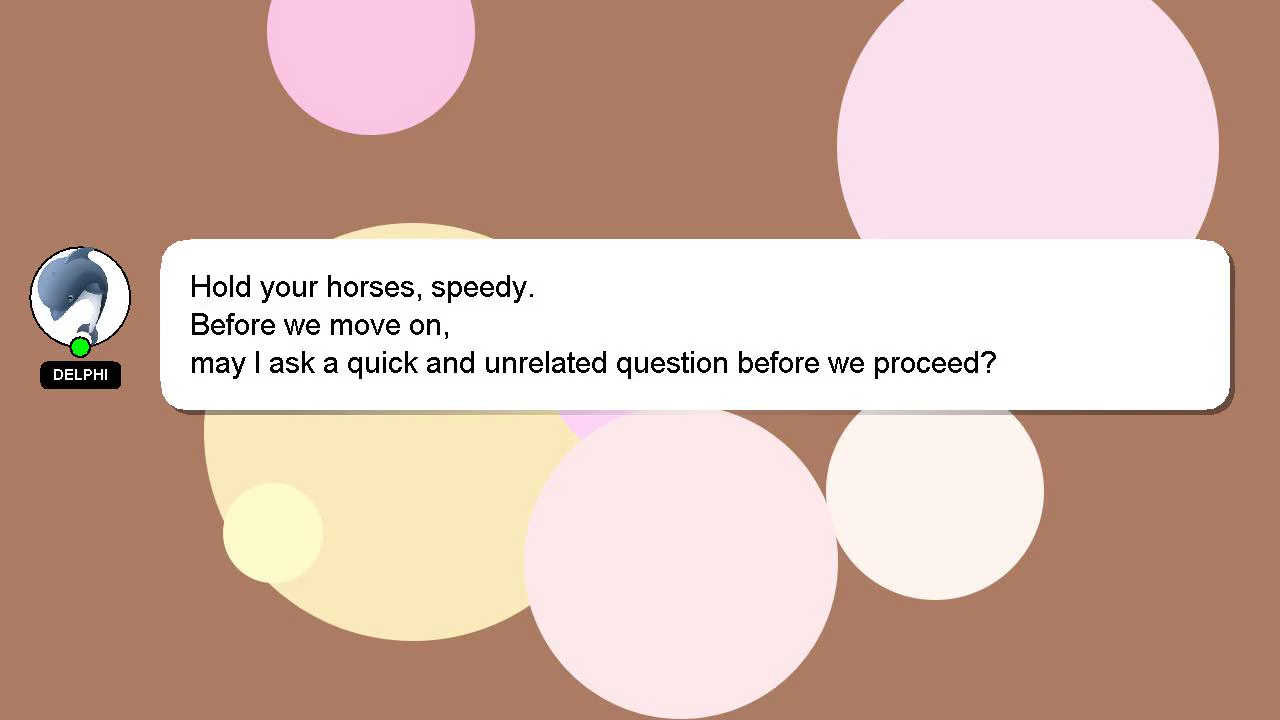 Hold your horses, speedy.
Before we move on,
may I ask a quick and unrelated question before we proceed?
DELPHI